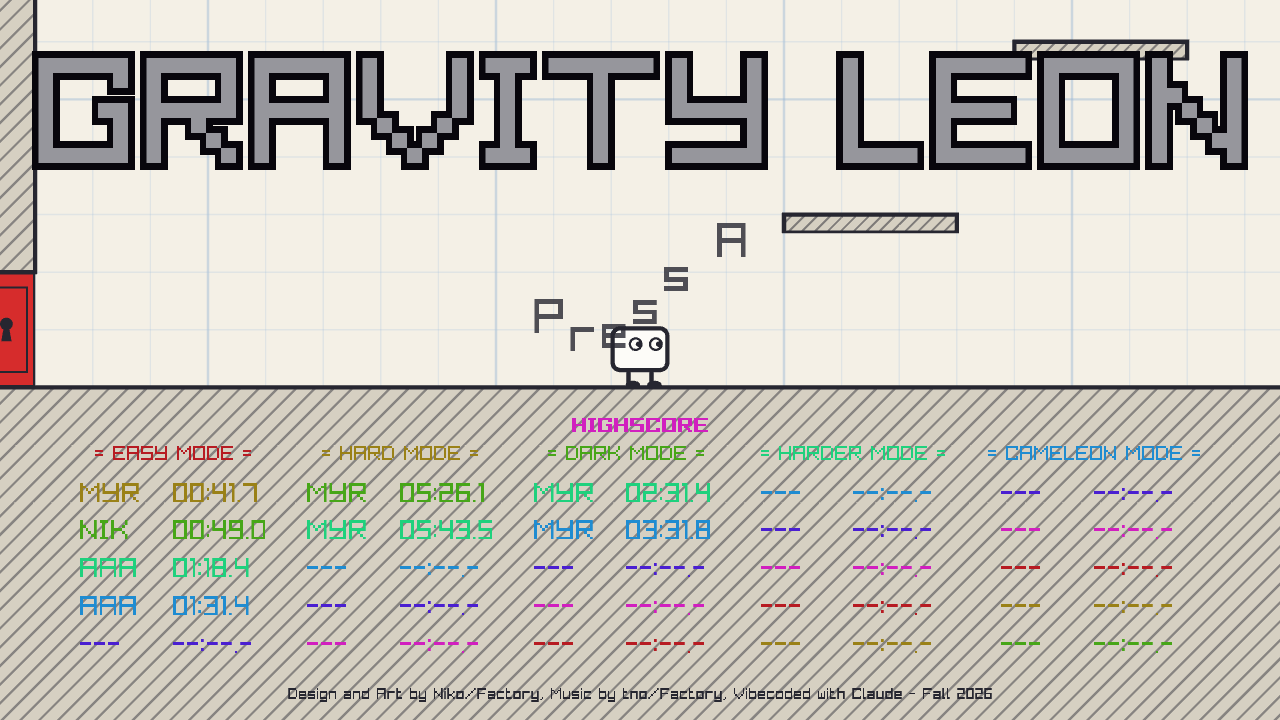 GRAVITY LEON
Press A
HIGHSCORE
= EASY MODE = = HARD MODE = = DARK MODE = = HARDER MODE = = CAMELEON MODE =
MYR 00:41.7 MYR 05:26.1 MYR 02:31.4 --- --:--.- --- --:--.-
NIK 00:49.0 MYR 05:43.5 MYR 03:31.8 --- --:--.- --- --:--.-
AAA 01:18.4 --- --:--.- --- --:--.- --- --:--.- --- --:--.-
AAA 01:31.4 --- --:--.- --- --:--.- --- --:--.- --- --:--.-
--- --:--.- --- --:--.- --- --:--.- --- --:--.- --- --:--.-
Design and Art by Niko/Factory, Music by tno/Factory, Vibecoded with Claude - Fall 2026